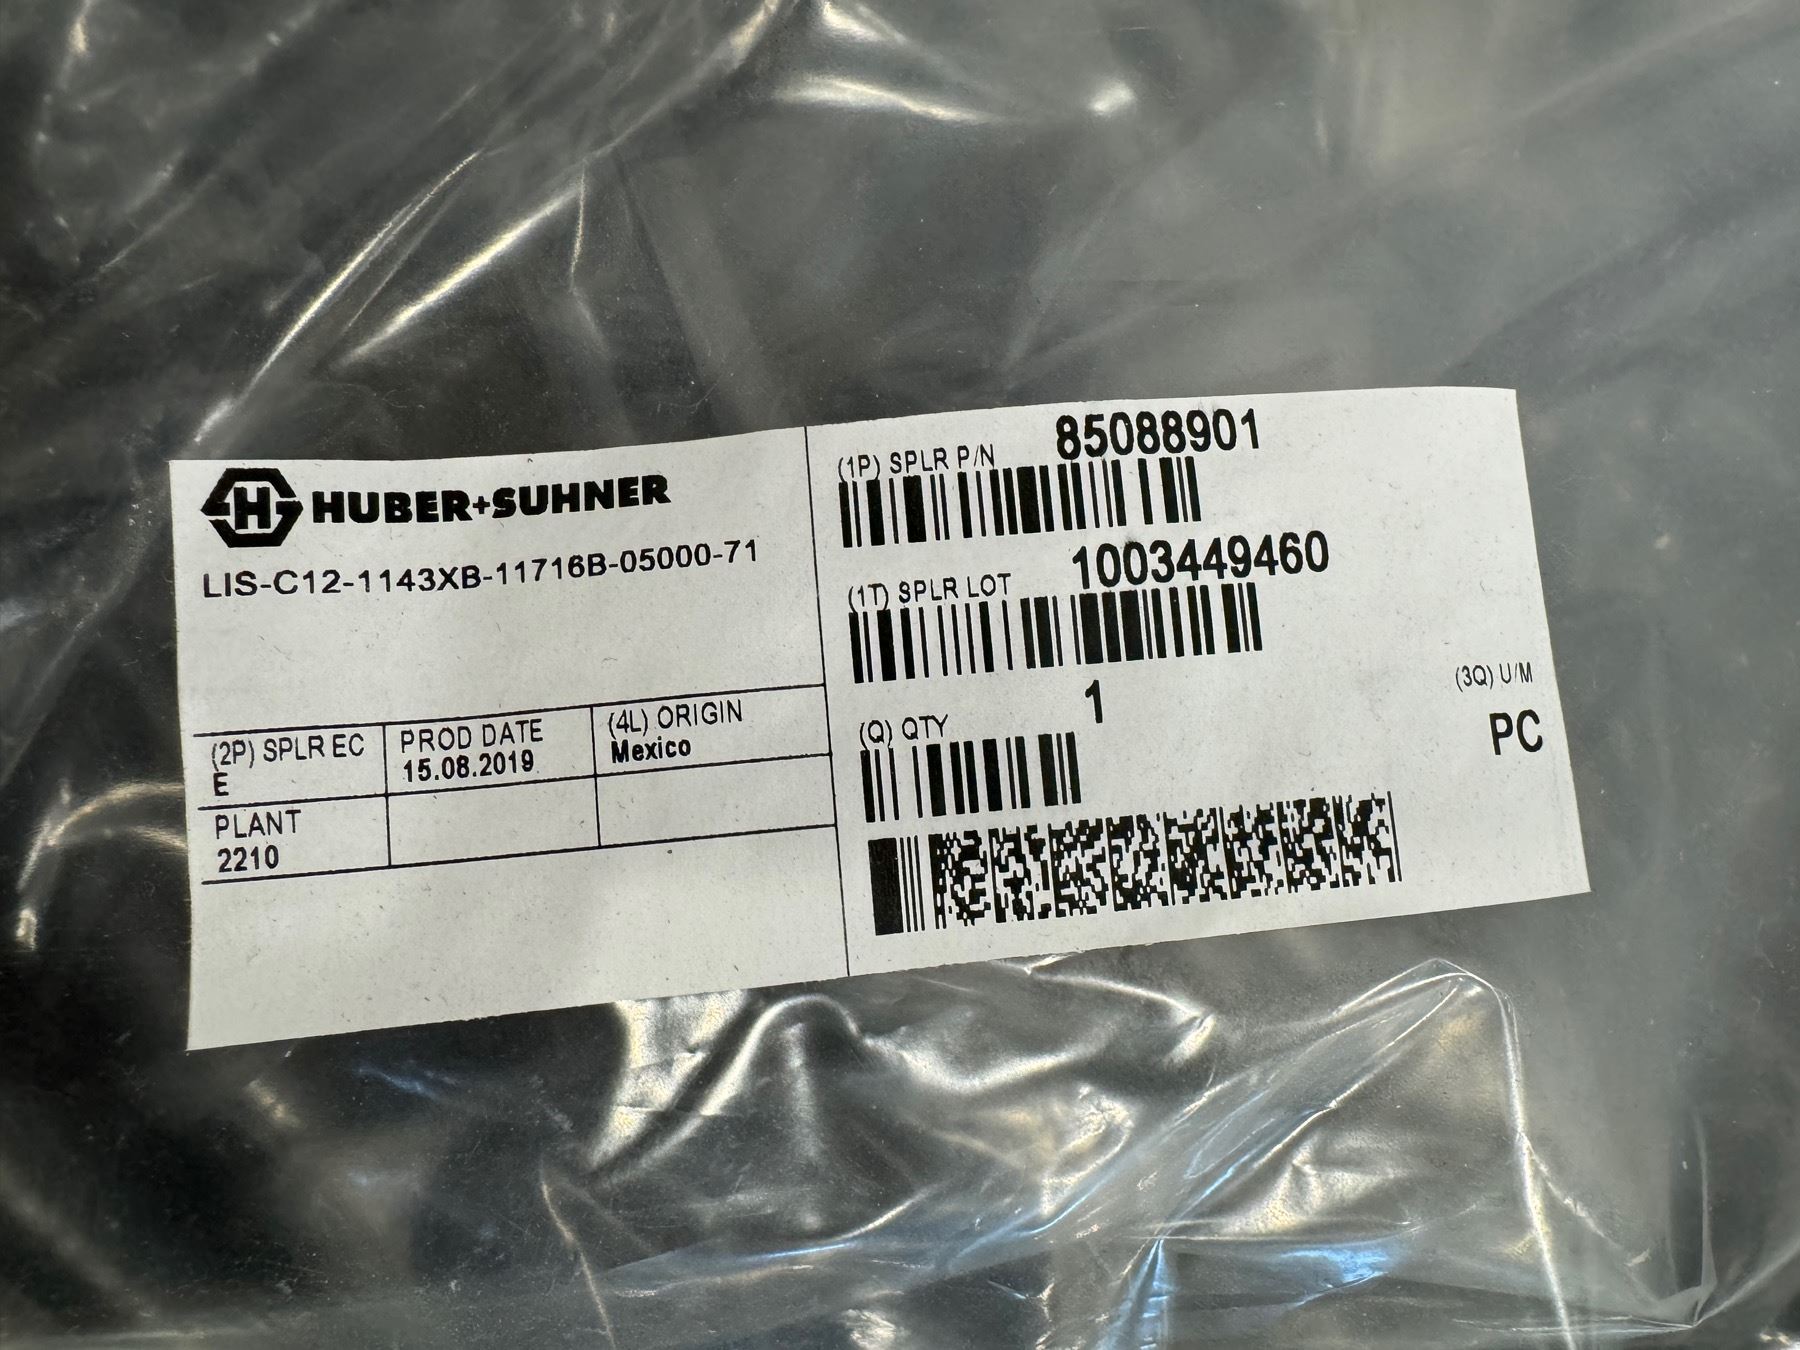 HUBER+SUHNER
LIS-C12-1143XB-11716B-05000-71
(2P) SPLR EC
E
PROD DATE
15.08.2019
(4L) ORIGIN
Mexico
PLANT
2210
(1P) SPLR P/N
85088901
(1T) SPLR LOT
1003449460
(Q) QTY
1
(3Q) U/M
PC